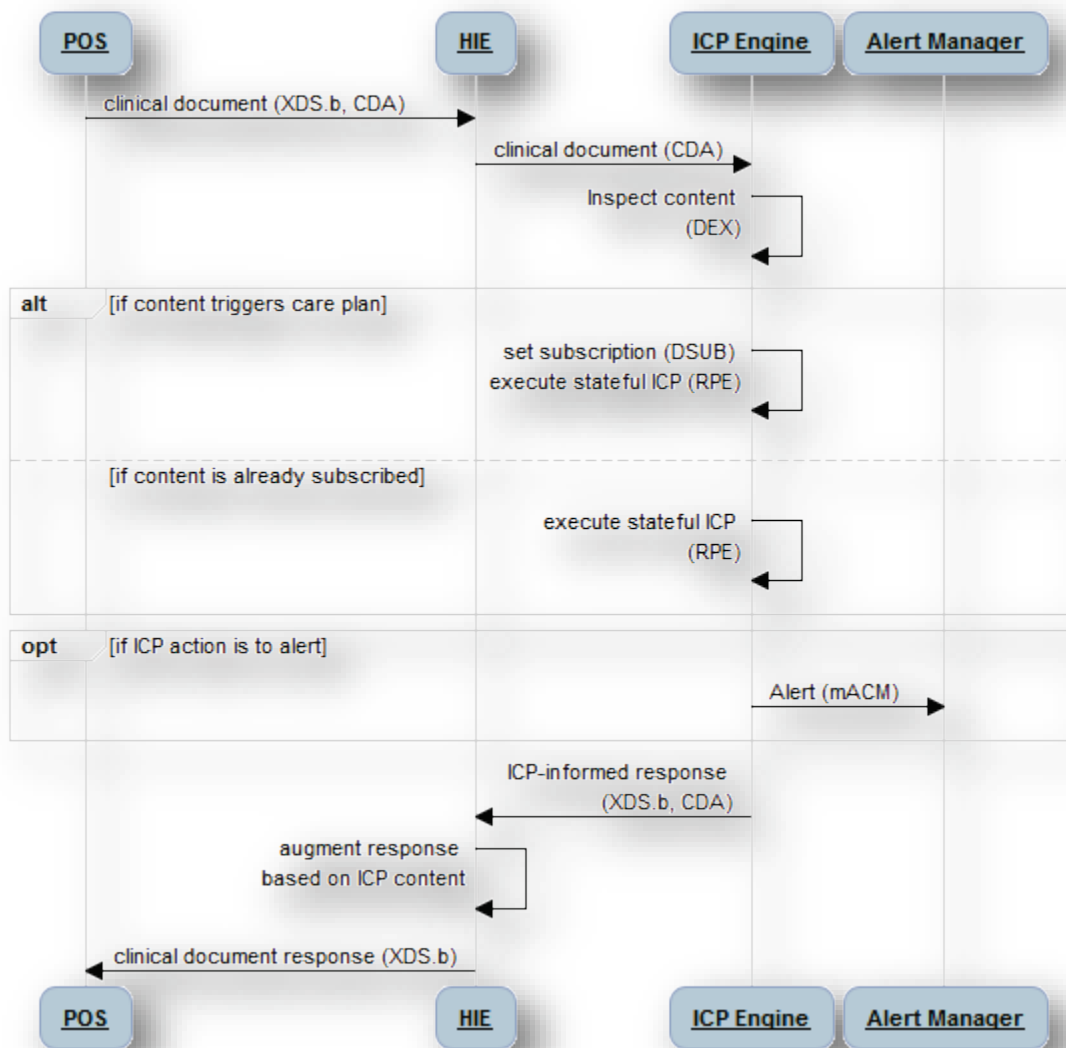 POS HIE ICP Engine Alert Manager
clinical document (XDS.b, CDA)
clinical document (CDA)
Inspect content
(DEX)
alt [if content triggers care plan]
set subscription (DSUB)
execute stateful ICP (RPE)
[if content is already subscribed]
execute stateful ICP
(RPE)
opt [if ICP action is to alert]
Alert (mACM)
ICP-informed response
(XDS.b, CDA)
augment response
based on ICP content
clinical document response (XDS.b)
POS HIE ICP Engine Alert Manager